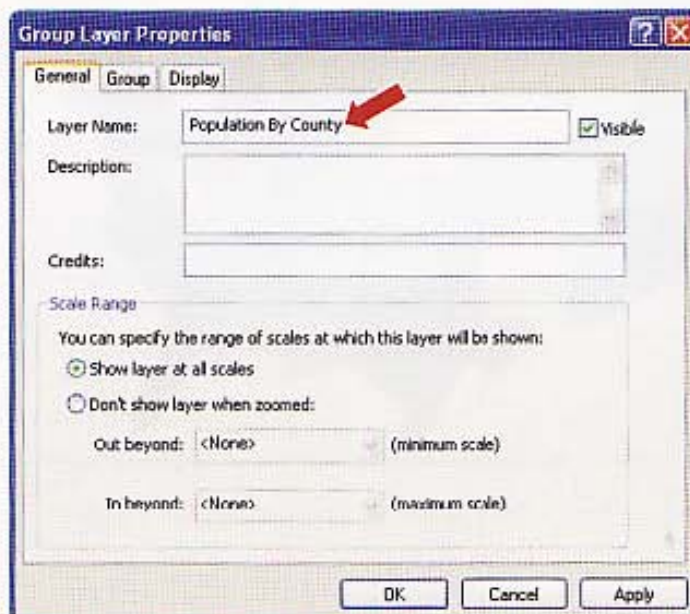 Group Layer Properties
General Group Display
Layer Name: Population By County Visible
Description:
Credits:
Scale Range
You can specify the range of scales at which this layer will be shown:
Show layer at all scales
Don't show layer when zoomed:
Out beyond: <None> (minimum scale)
In beyond: <None> (maximum scale)
OK Cancel Apply